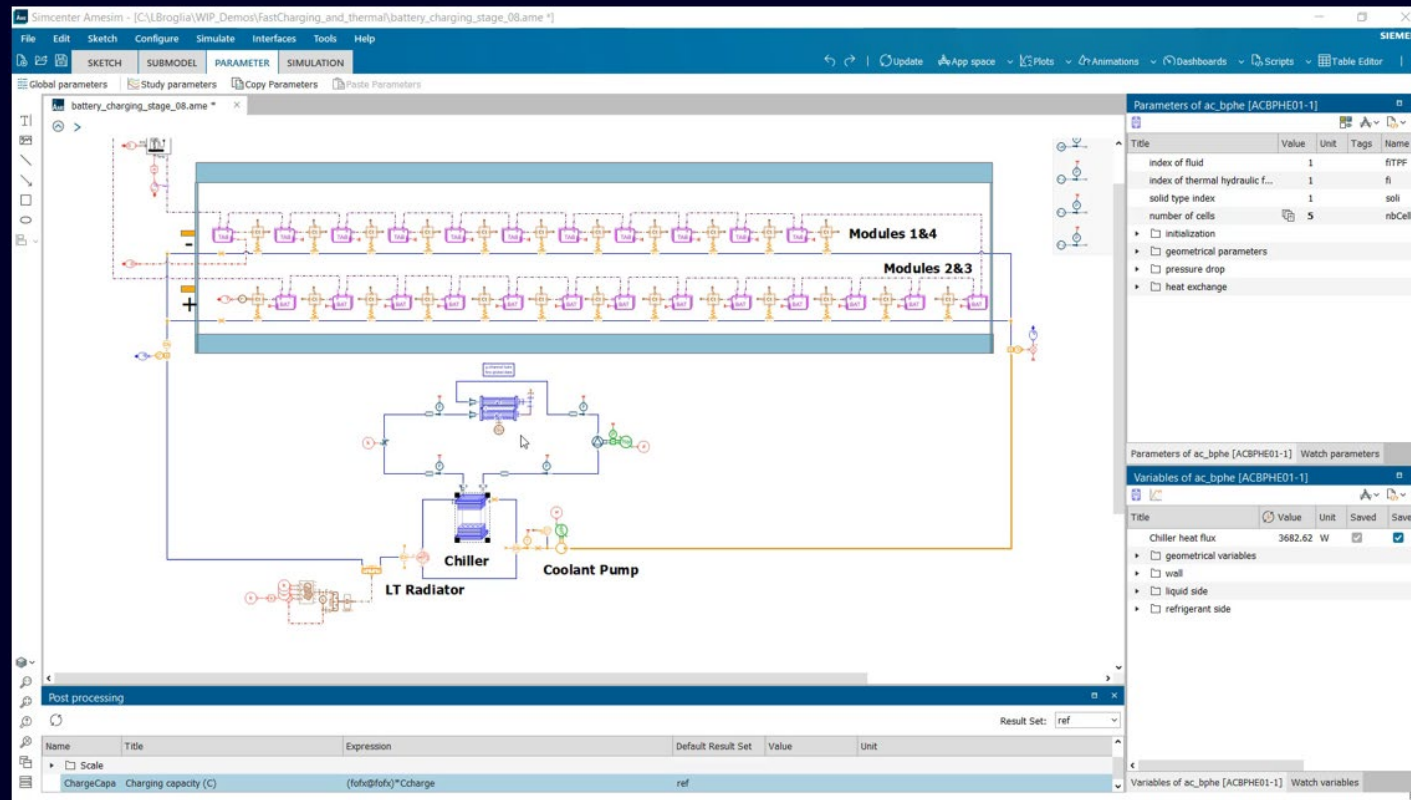 Simcenter Amesim - [C:\LBroglia\WIP_Demos\FastCharging_and_thermal\battery_charging_stage_08.ame *]
File Edit Sketch Configure Simulate Interfaces Tools Help
SIEME
SKETCH SUBMODEL PARAMETER SIMULATION
Update App space Plots Animations Dashboards Scripts Table Editor
Global parameters Study parameters Copy Parameters Paste Parameters
battery_charging_stage_08.ame *
Modules 1&4
Modules 2&3
-
+
Chiller
Coolant Pump
LT Radiator
Parameters of ac_bphe [ACBPHE01-1]
Title Value Unit Tags Name
index of fluid 1 fiTPF
index of thermal hydraulic f... 1 fi
solid type index 1 soli
number of cells 5 nbCell
initialization
geometrical parameters
pressure drop
heat exchange
Parameters of ac_bphe [ACBPHE01-1] Watch parameters
Variables of ac_bphe [ACBPHE01-1]
Title Value Unit Saved Save
Chiller heat flux 3682.62 W
geometrical variables
wall
liquid side
refrigerant side
Variables of ac_bphe [ACBPHE01-1] Watch variables
Post processing
Result Set: ref
Name Title Expression Default Result Set Value Unit
Scale
ChargeCapa Charging capacity (C) (fofx@fofx)*Ccharge ref